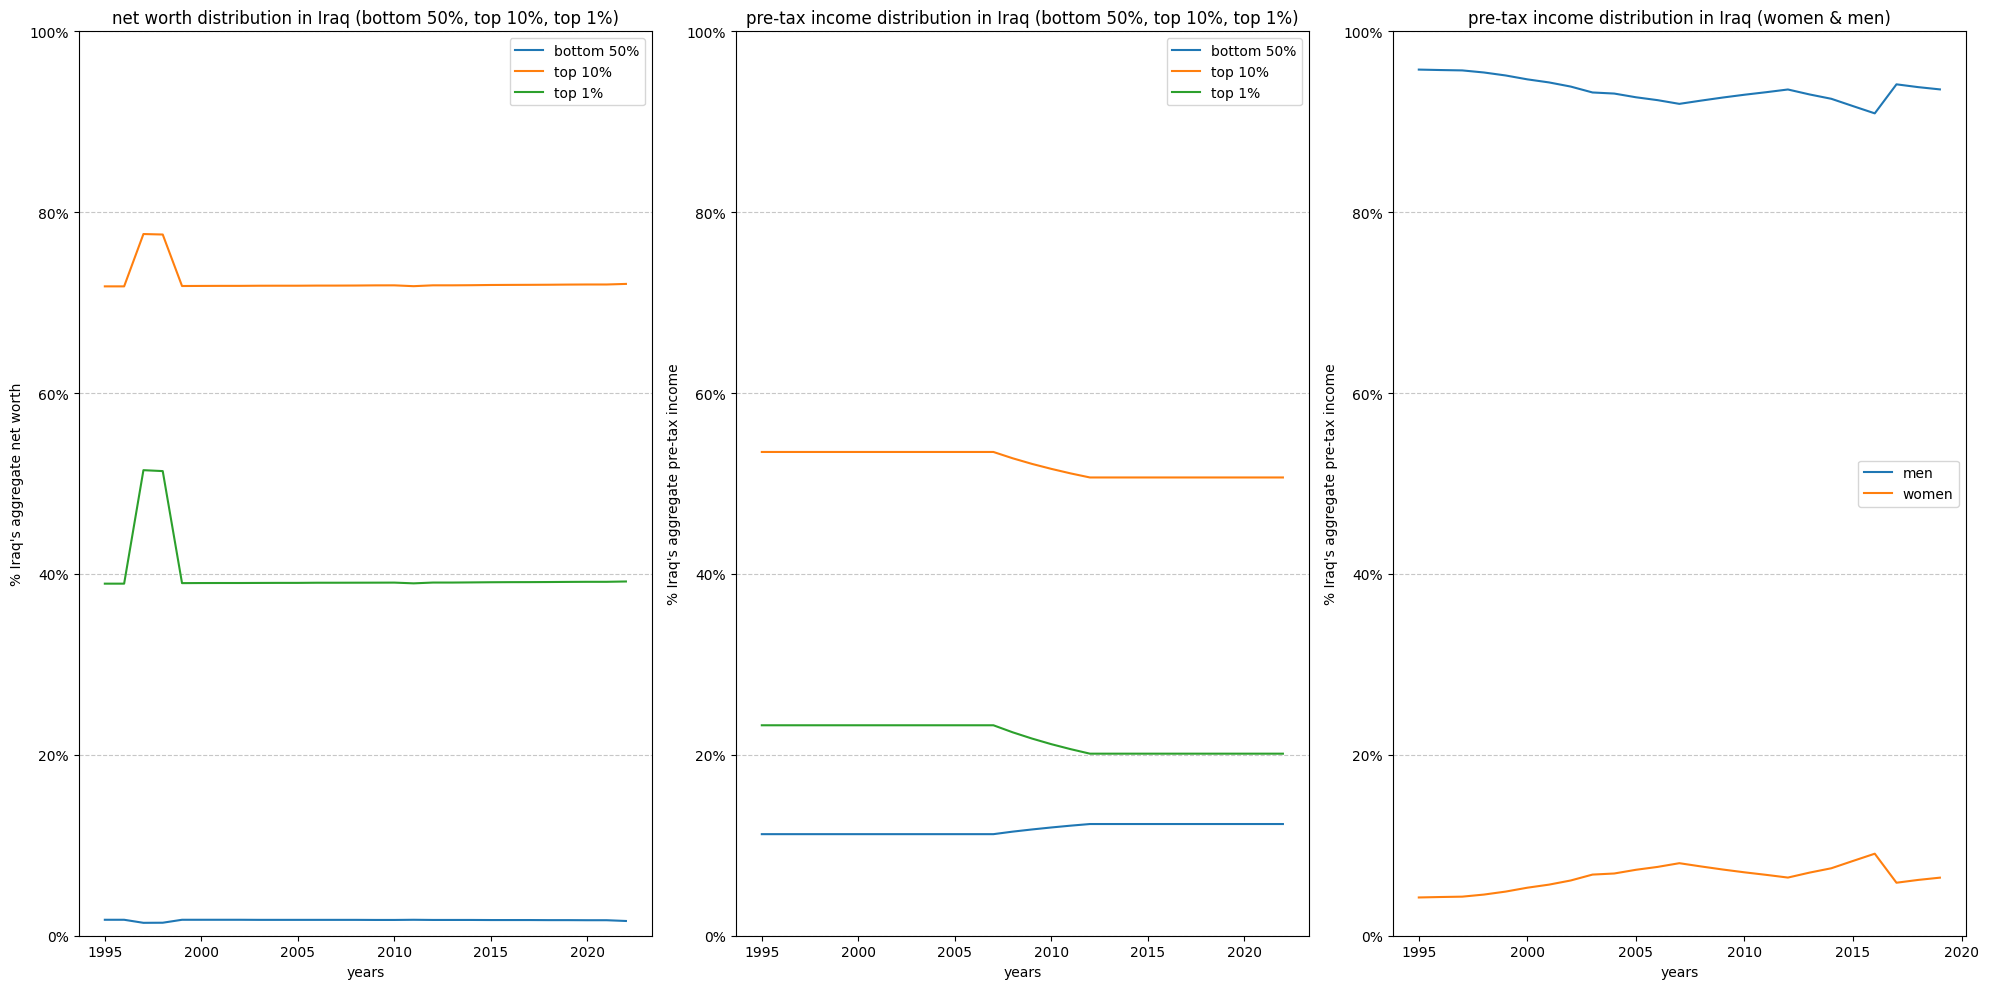 net worth distribution in Iraq (bottom 50%, top 10%, top 1%)
100%
80%
60%
40%
20%
0%
% Iraq's aggregate net worth
bottom 50%
top 10%
top 1%
1995 2000 2005 2010 2015 2020
years
pre-tax income distribution in Iraq (bottom 50%, top 10%, top 1%)
100%
80%
60%
40%
20%
0%
% Iraq's aggregate pre-tax income
bottom 50%
top 10%
top 1%
1995 2000 2005 2010 2015 2020
years
pre-tax income distribution in Iraq (women & men)
100%
80%
60%
40%
20%
0%
% Iraq's aggregate pre-tax income
men
women
1995 2000 2005 2010 2015 2020
years